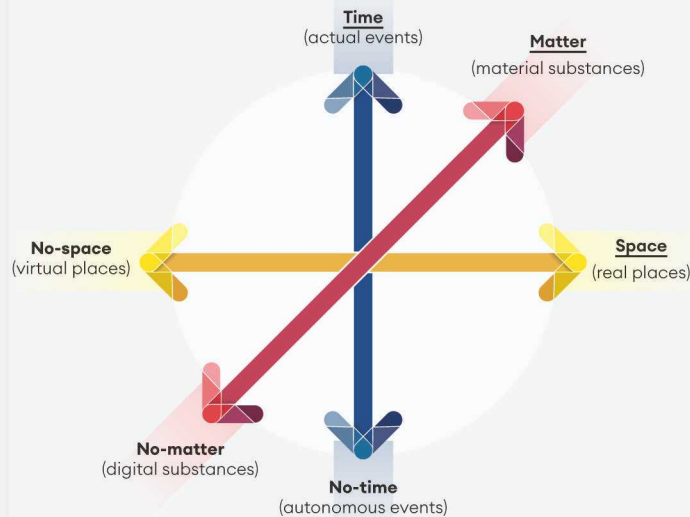 Time
(actual events)
Matter
(material substances)
No-space
(virtual places)
Space
(real places)
No-matter
(digital substances)
No-time
(autonomous events)